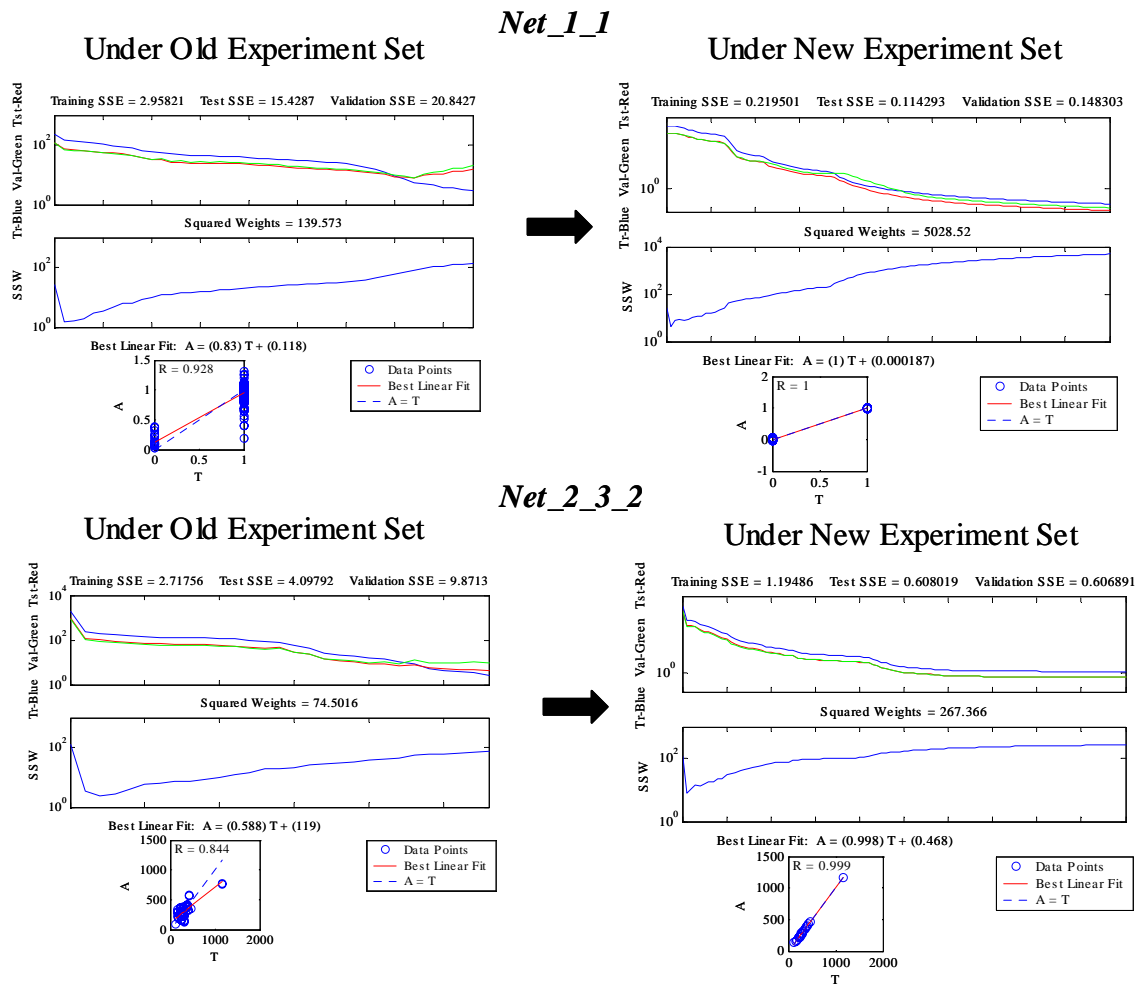 Net_1_1
Under Old Experiment Set
Training SSE = 2.95821 Test SSE = 15.4287 Validation SSE = 20.8427
Tr-Blue Val-Green Tst-Red
10^2
10^0
Squared Weights = 139.573
SSW
10^2
10^0
Best Linear Fit: A = (0.83) T + (0.118)
R = 0.928
A
1.5
1
0.5
0
0 0.5 1
T
Data Points
Best Linear Fit
A = T
Under New Experiment Set
Training SSE = 0.219501 Test SSE = 0.114293 Validation SSE = 0.148303
Tr-Blue Val-Green Tst-Red
10^0
Squared Weights = 5028.52
SSW
10^4
10^2
10^0
Best Linear Fit: A = (1) T + (0.000187)
R = 1
A
2
1
0
-1
0 0.5 1
T
Data Points
Best Linear Fit
A = T
Net_2_3_2
Under Old Experiment Set
Training SSE = 2.71756 Test SSE = 4.09792 Validation SSE = 9.8713
Tr-Blue Val-Green Tst-Red
10^4
10^2
10^0
Squared Weights = 74.5016
SSW
10^2
10^0
Best Linear Fit: A = (0.588) T + (119)
R = 0.844
A
1500
1000
500
0
0 1000 2000
T
Data Points
Best Linear Fit
A = T
Under New Experiment Set
Training SSE = 1.19486 Test SSE = 0.608019 Validation SSE = 0.606891
Tr-Blue Val-Green Tst-Red
10^0
Squared Weights = 267.366
SSW
10^2
10^0
Best Linear Fit: A = (0.998) T + (0.468)
R = 0.999
A
1500
1000
500
0
0 1000 2000
T
Data Points
Best Linear Fit
A = T